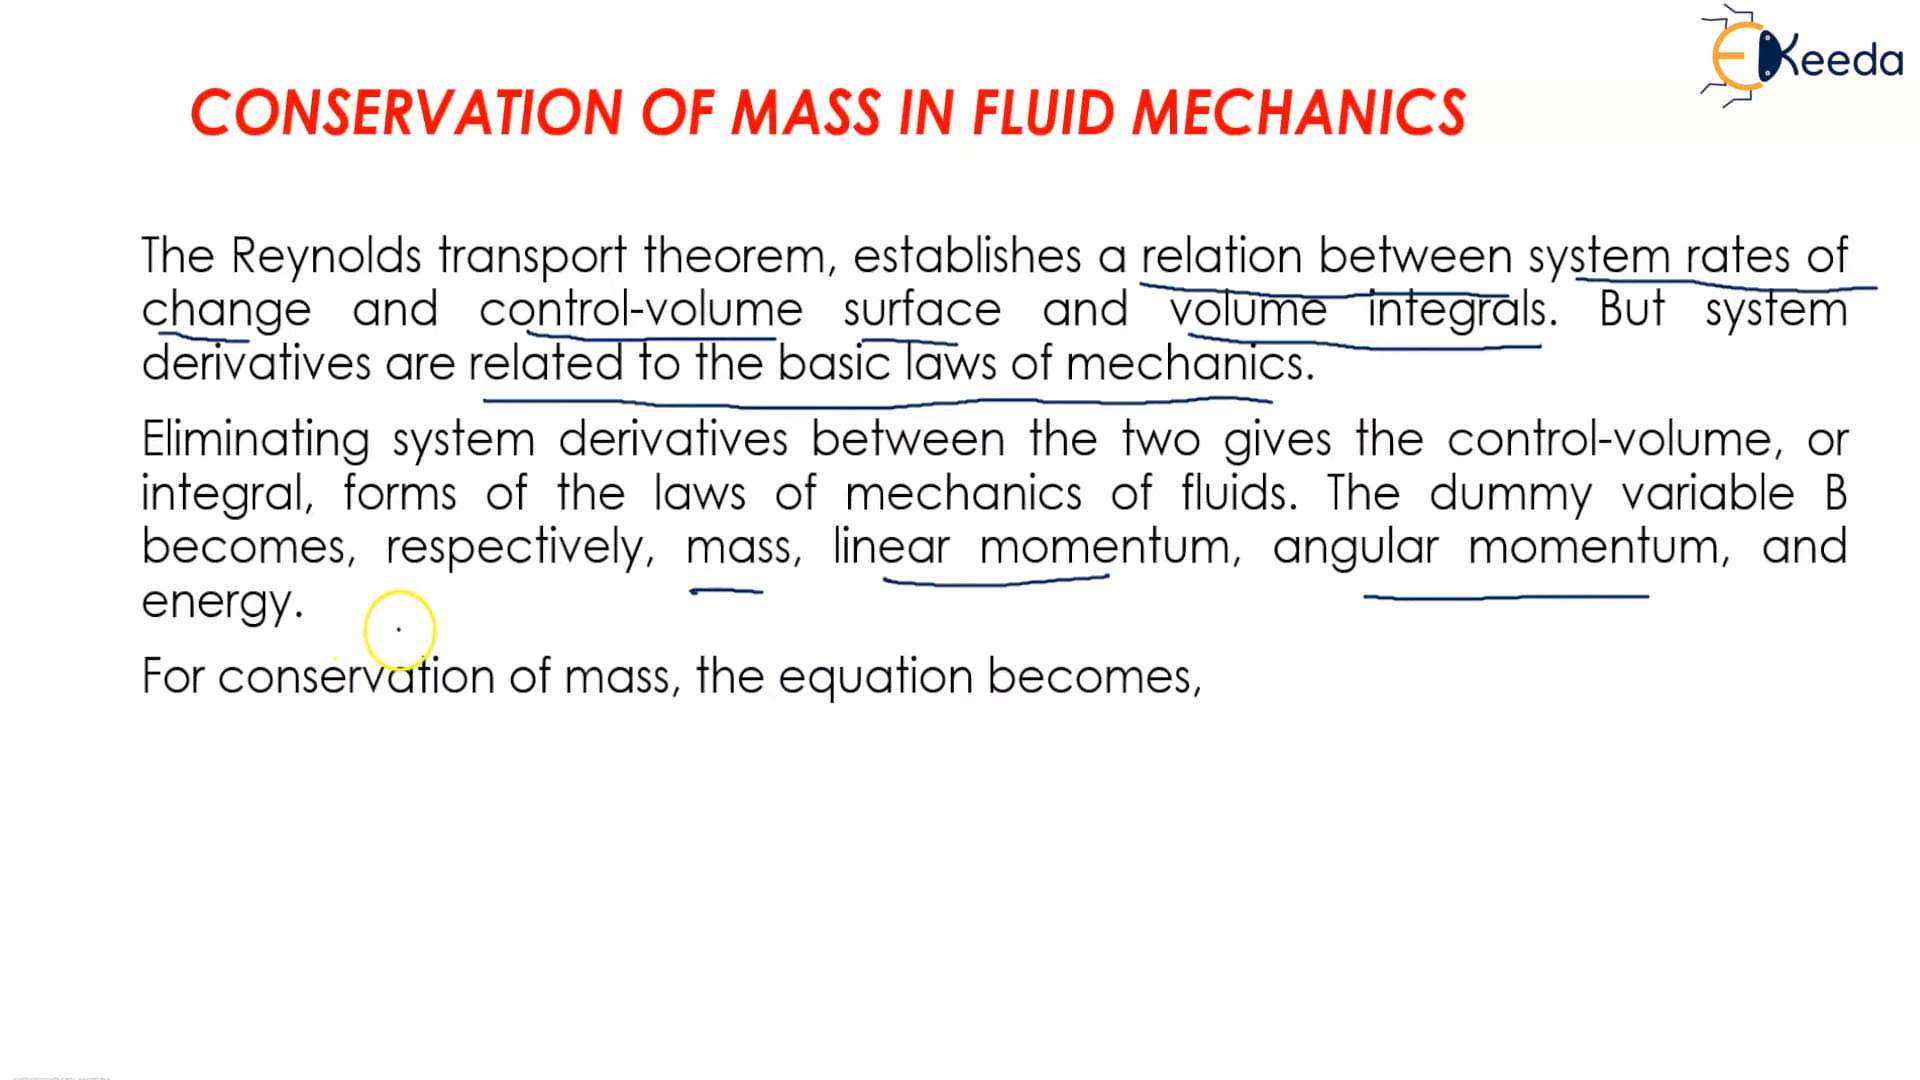 EKeeda
CONSERVATION OF MASS IN FLUID MECHANICS
The Reynolds transport theorem, establishes a relation between system rates of
change and control-volume surface and volume integrals. But system
derivatives are related to the basic laws of mechanics.
Eliminating system derivatives between the two gives the control-volume, or
integral, forms of the laws of mechanics of fluids. The dummy variable B
becomes, respectively, mass, linear momentum, angular momentum, and
energy.
For conservation of mass, the equation becomes,